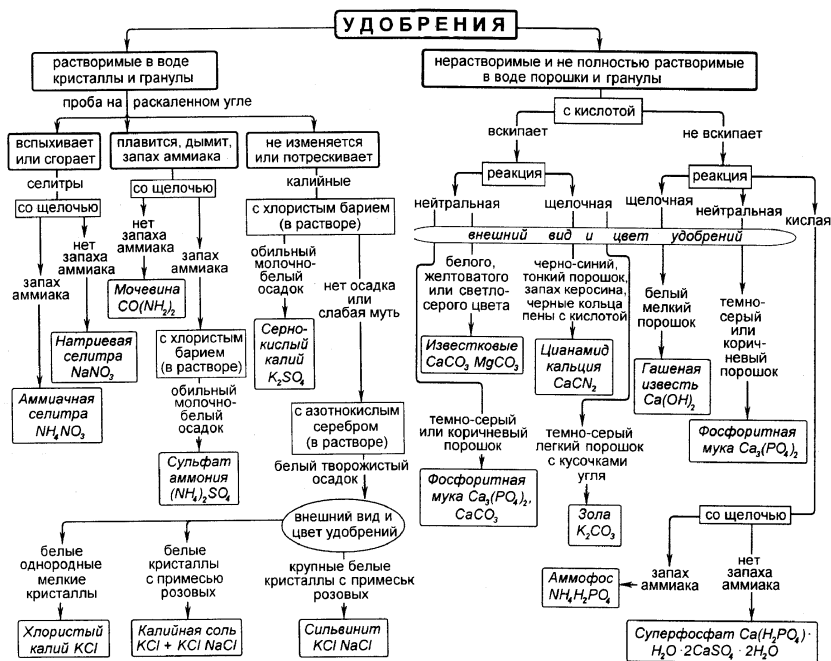 УДОБРЕНИЯ
растворимые в воде
кристаллы и гранулы
нерастворимые и не полностью растворимые
в воде порошки и гранулы
проба на раскаленном угле
с кислотой
вскипает
не вскипает
вспыхивает
или сгорает
плавится, дымит,
запах аммиака
не изменяется
или потрескивает
реакция
реакция
селитры
со щелочью
калийные
со щелочью
нейтральная
щелочная
щелочная
нейтральная
кислая
с хлористым барием
(в растворе)
внешний вид и цвет удобрений
запах
аммиака
нет
запаха
аммиака
нет
запаха
аммиака
запах
аммиака
обильный
молочно-
белый
осадок
нет осадка
или
слабая муть
белого,
желтоватого
или светло-
серого цвета
черно-синий,
тонкий порошок,
запах керосина,
черные кольца
пены с кислотой
белый
мелкий
порошок
темно-
серый
или
корич-
невый
порошок
Мочевина
CO(NH2)2
Натриевая
селитра
NaNO3
с хлористым
барием
(в растворе)
Серно-
кислый
калий
K2SO4
Известковые
CaCO3 MgCO3
Цианамид
кальция
CaCN2
Гашеная
известь
Ca(OH)2
Аммиачная
селитра
NH4NO3
обильный
молочно-
белый
осадок
с азотнокислым
серебром
(в растворе)
темно-серый
или коричневый
порошок
темно-серый
легкий порошок
с кусочками
угля
Фосфоритная
мука Ca3(PO4)2
Сульфат
аммония
(NH4)2SO4
белый творожистый
осадок
Фосфоритная
мука Ca3(PO4)2,
CaCO3
Зола
K2CO3
со щелочью
внешний вид и
цвет удобрений
белые
однородные
мелкие
кристаллы
белые
кристаллы
с примесью
розовых
крупные белые
кристаллы с примесью
розовых
запах
аммиака
нет
запаха
аммиака
Аммофос
NH4H2PO4
Хлористый
калий KCl
Калийная соль
KCl + KCl NaCl
Сильвинит
KCl NaCl
Суперфосфат Ca(H2PO4)·
H2O·2CaSO4·2H2O